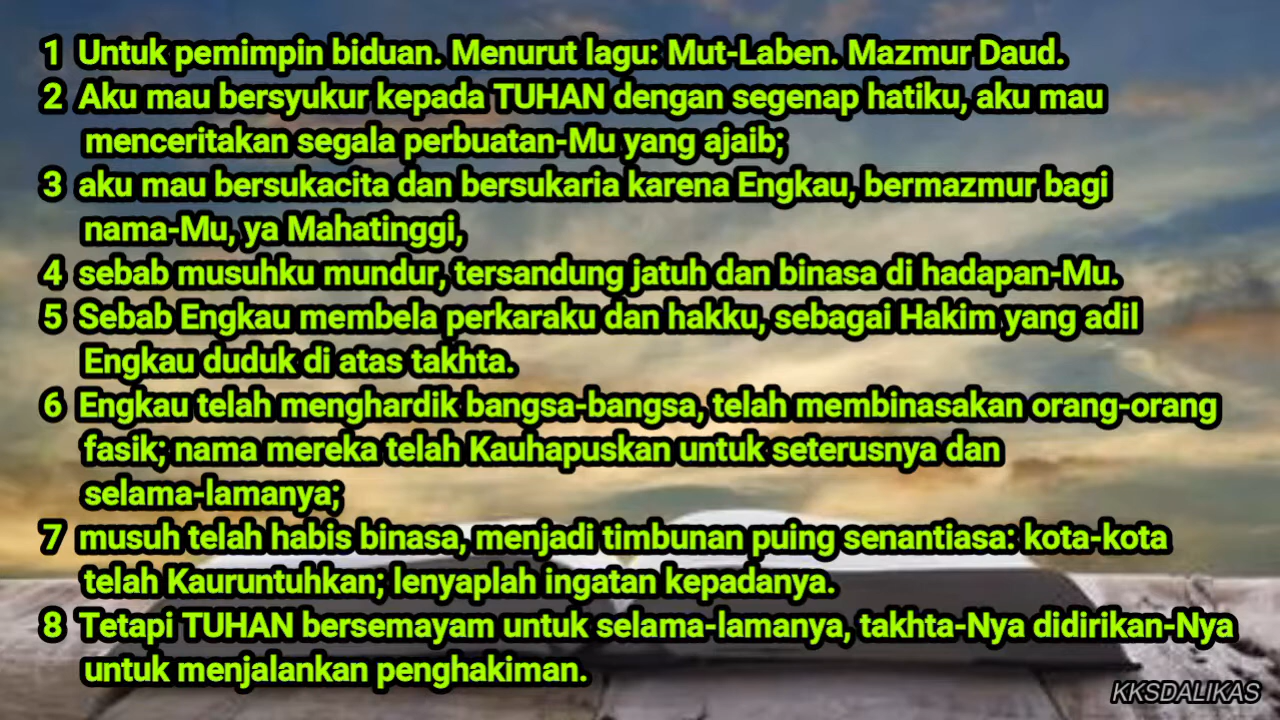 1 Untuk pemimpin biduan. Menurut lagu: Mut-Laben. Mazmur Daud.
2 Aku mau bersyukur kepada TUHAN dengan segenap hatiku, aku mau
menceritakan segala perbuatan-Mu yang ajaib;
3 aku mau bersukacita dan bersukaria karena Engkau, bermazmur bagi
nama-Mu, ya Mahatinggi,
4 sebab musuhku mundur, tersandung jatuh dan binasa di hadapan-Mu.
5 Sebab Engkau membela perkaraku dan hakku, sebagai Hakim yang adil
Engkau duduk di atas takhta.
6 Engkau telah menghardik bangsa-bangsa, telah membinasakan orang-orang
fasik; nama mereka telah Kauhapuskan untuk seterusnya dan
selama-lamanya;
7 musuh telah habis binasa, menjadi timbunan puing senantiasa: kota-kota
telah Kauruntuhkan; lenyaplah ingatan kepadanya.
8 Tetapi TUHAN bersemayam untuk selama-lamanya, takhta-Nya didirikan-Nya
untuk menjalankan penghakiman.
KKSDALIKAS